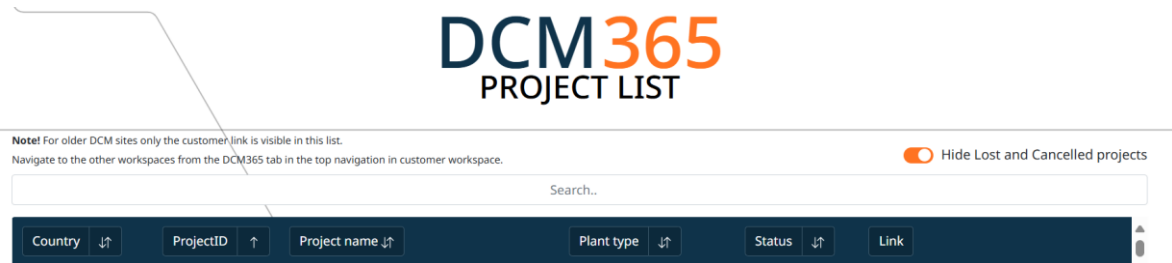 DCM365
PROJECT LIST
Note! For older DCM sites only the customer link is visible in this list.
Navigate to the other workspaces from the DCM365 tab in the top navigation in customer workspace.
Hide Lost and Cancelled projects
Search..
Country ↓↑ ProjectID ↑ Project name ↓↑ Plant type ↓↑ Status ↓↑ Link